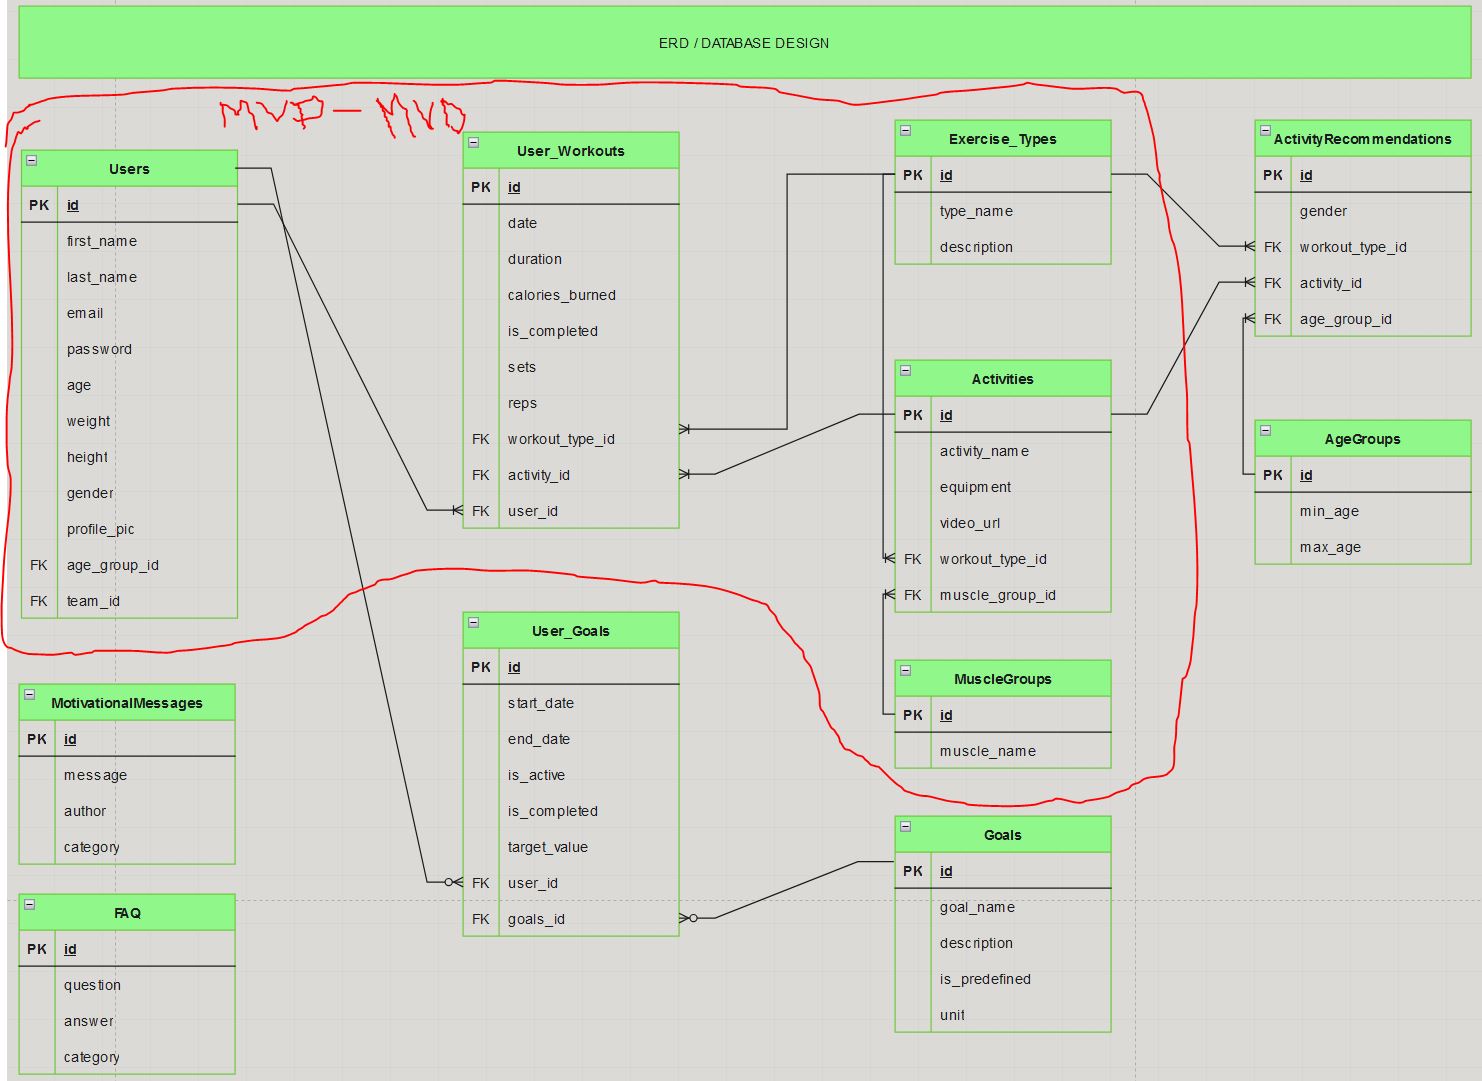 ERD / DATABASE DESIGN
MVP - MVD
Users
PK id
first_name
last_name
email
password
age
weight
height
gender
profile_pic
FK age_group_id
FK team_id
User_Workouts
PK id
date
duration
calories_burned
is_completed
sets
reps
FK workout_type_id
FK activity_id
FK user_id
Exercise_Types
PK id
type_name
description
ActivityRecommendations
PK id
gender
FK workout_type_id
FK activity_id
FK age_group_id
Activities
PK id
activity_name
equipment
video_url
FK workout_type_id
FK muscle_group_id
AgeGroups
PK id
min_age
max_age
MotivationalMessages
PK id
message
author
category
User_Goals
PK id
start_date
end_date
is_active
is_completed
target_value
FK user_id
FK goals_id
MuscleGroups
PK id
muscle_name
FAQ
PK id
question
answer
category
Goals
PK id
goal_name
description
is_predefined
unit